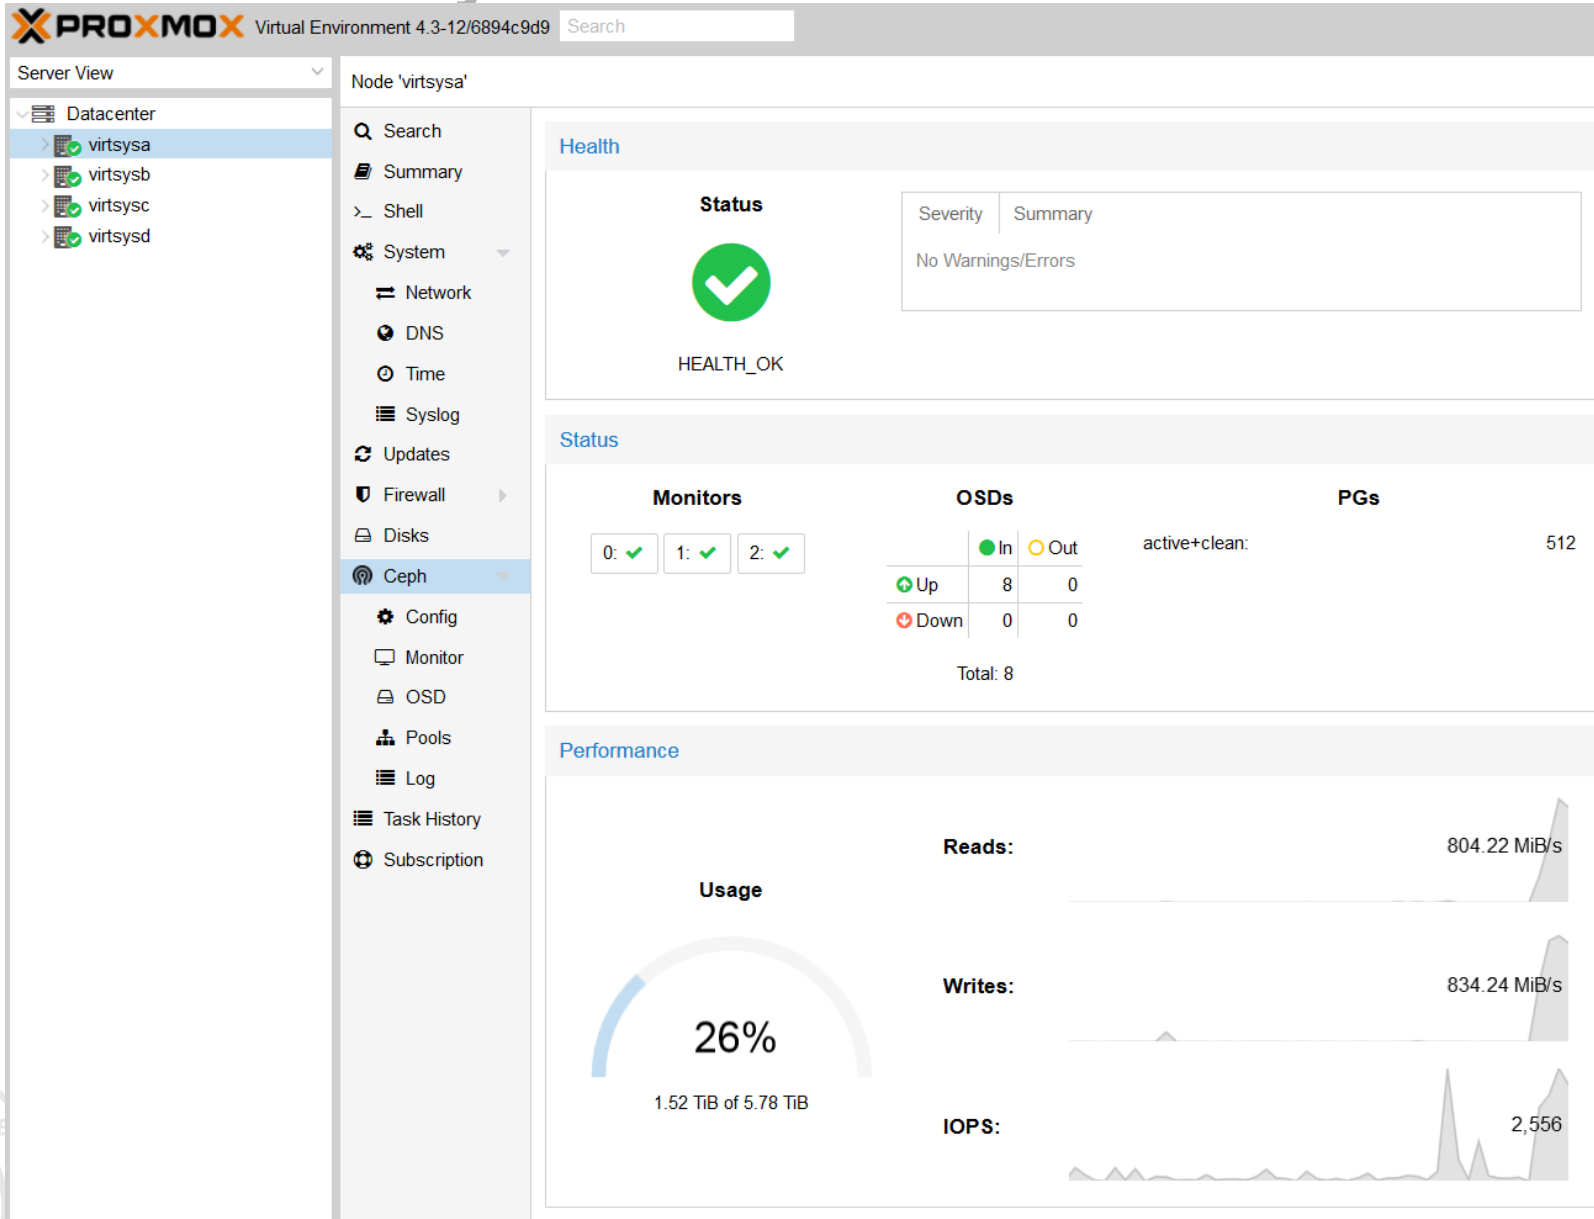 PROXMOX Virtual Environment 4.3-12/6894c9d9 Search
Server View
Datacenter
virtsysa
virtsysb
virtsysc
virtsysd
Node 'virtsysa'
Search
Summary
>_ Shell
System
Network
DNS
Time
Syslog
Updates
Firewall
Disks
Ceph
Config
Monitor
OSD
Pools
Log
Task History
Subscription
Health
Status
HEALTH_OK
Severity Summary
No Warnings/Errors
Status
Monitors
0: 1: 2:
OSDs
In Out
Up 8 0
Down 0 0
Total: 8
PGs
active+clean: 512
Performance
Usage
26%
1.52 TiB of 5.78 TiB
Reads: 804.22 MiB/s
Writes: 834.24 MiB/s
IOPS: 2,556